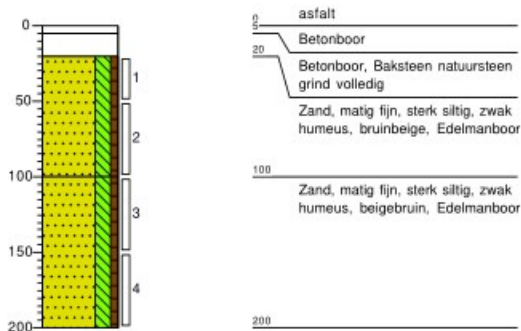 0
50
100
150
200
1
2
3
4
0
asfalt
5
Betonboor
20
Betonboor, Baksteen natuursteen
grind volledig
Zand, matig fijn, sterk siltig, zwak
humeus, bruinbeige, Edelmanboor
100
Zand, matig fijn, sterk siltig, zwak
humeus, beigebruin, Edelmanboor
200